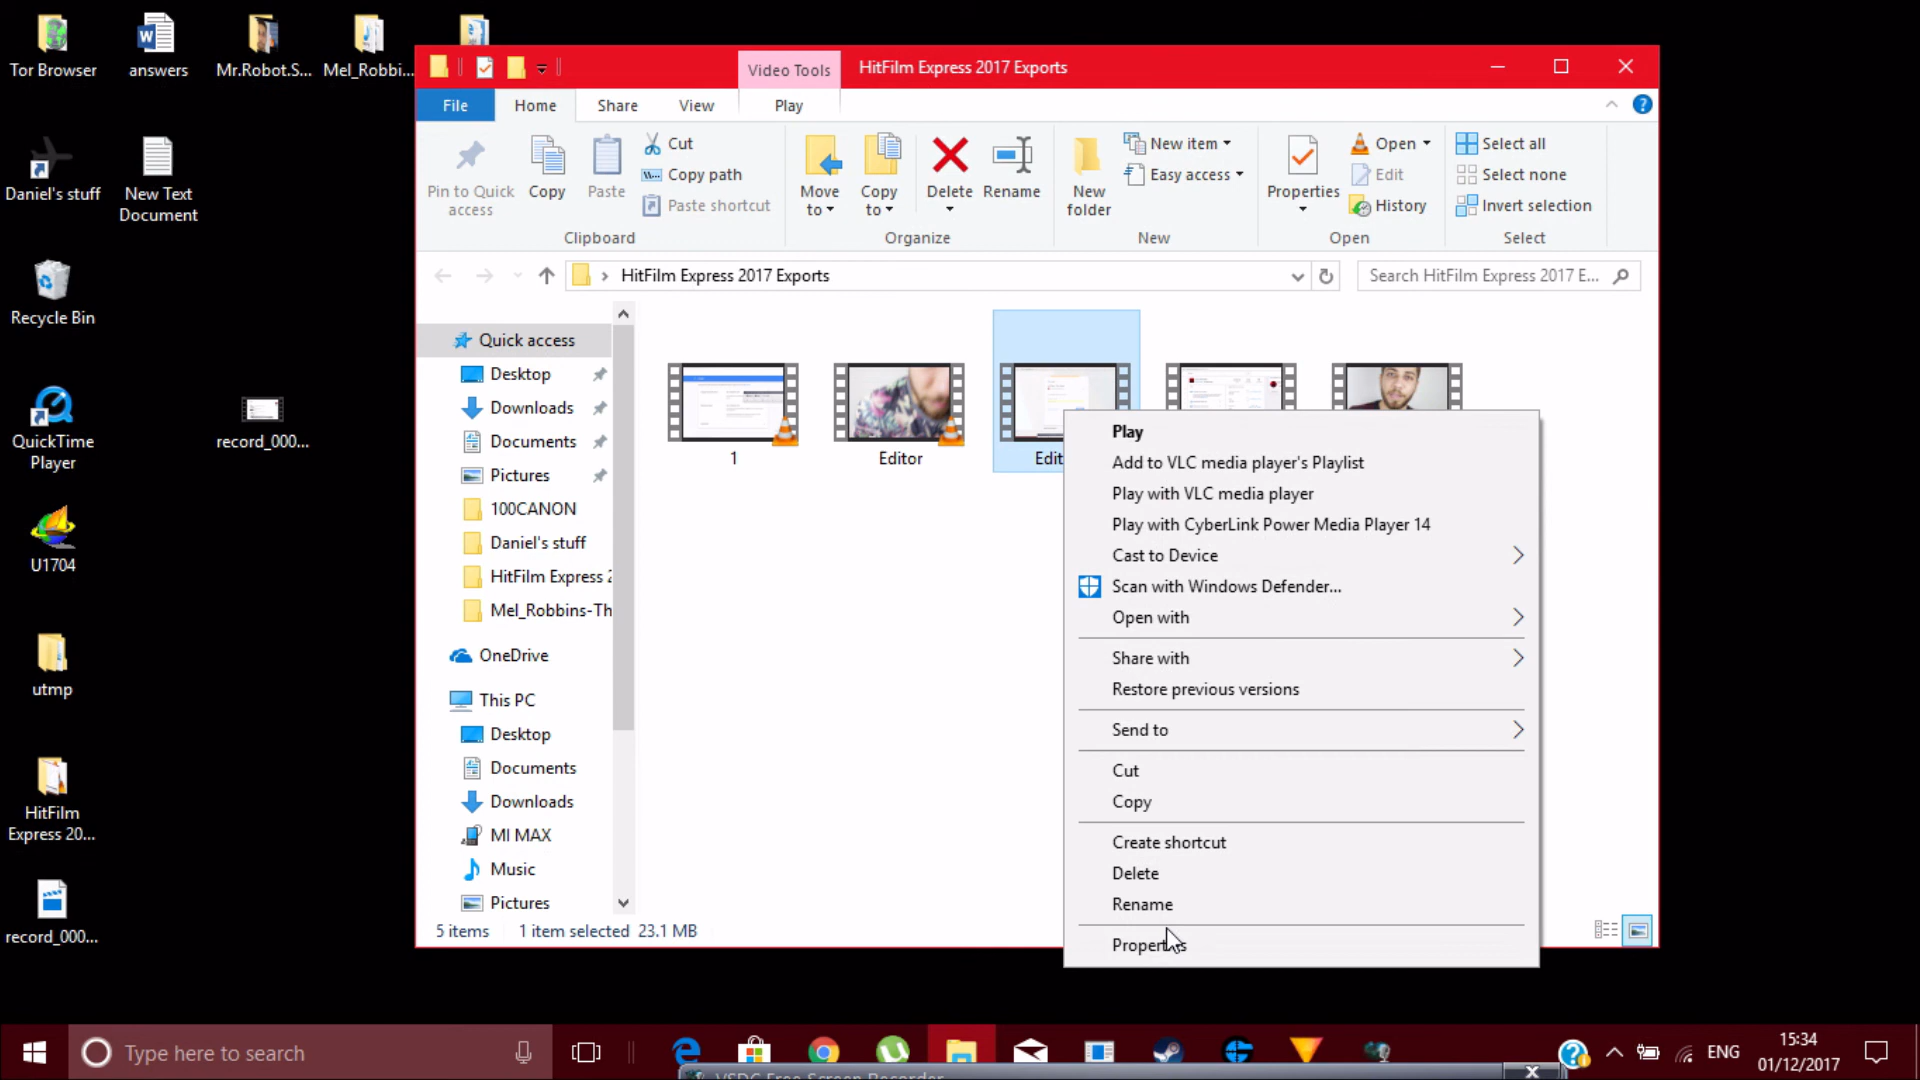 Tor Browser
answers
Mr.Robot.S...
Mel_Robbi...
Daniel's stuff
New Text
Document
Recycle Bin
QuickTime
Player
record_000...
U1704
utmp
HitFilm
Express 20...
record_000...
Video Tools
HitFilm Express 2017 Exports
File
Home
Share
View
Play
Pin to Quick
access
Copy
Paste
Cut
Copy path
Paste shortcut
Clipboard
Move
to
Copy
to
Delete
Rename
Organize
New
folder
New item
Easy access
New
Properties
Open
Edit
History
Open
Select all
Select none
Invert selection
Select
HitFilm Express 2017 Exports
Search HitFilm Express 2017 E...
Quick access
Desktop
Downloads
Documents
Pictures
100CANON
Daniel's stuff
HitFilm Express 2
Mel_Robbins-Th
OneDrive
This PC
Desktop
Documents
Downloads
MI MAX
Music
Pictures
1
Editor
Edit
Play
Add to VLC media player's Playlist
Play with VLC media player
Play with CyberLink Power Media Player 14
Cast to Device
Scan with Windows Defender...
Open with
Share with
Restore previous versions
Send to
Cut
Copy
Create shortcut
Delete
Rename
Properties
5 items
1 item selected 23.1 MB
Type here to search
ENG
15:34
01/12/2017
VSDC Free Screen Recorder